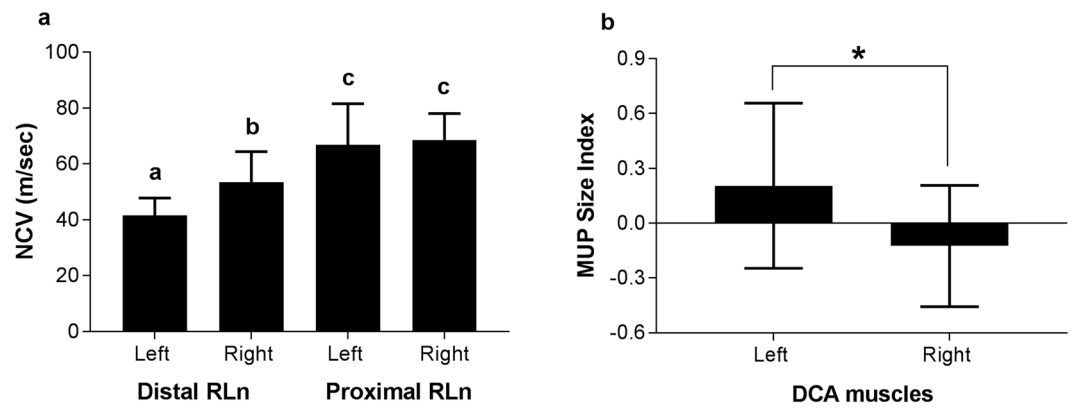 a
100
80
60
40
20
0
NCV (m/sec)
a
b
c
c
Left
Right
Left
Right
Distal RLn
Proximal RLn
b
0.9
0.6
0.3
0.0
-0.3
-0.6
MUP Size Index
*
Left
Right
DCA muscles